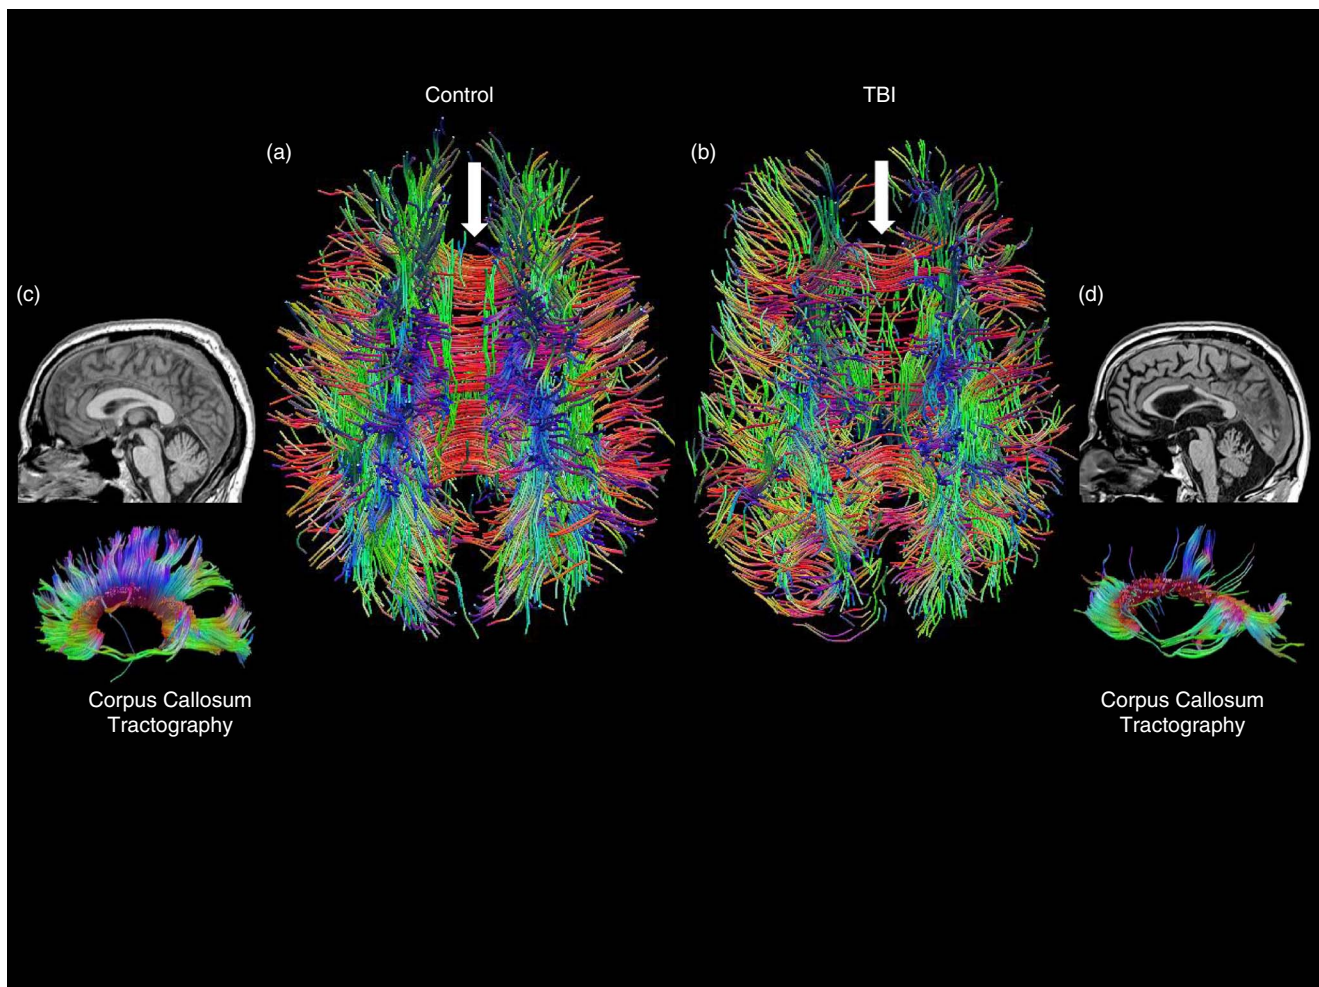 Control
TBI
(a)
(b)
(c)
(d)
Corpus Callosum
Tractography
Corpus Callosum
Tractography